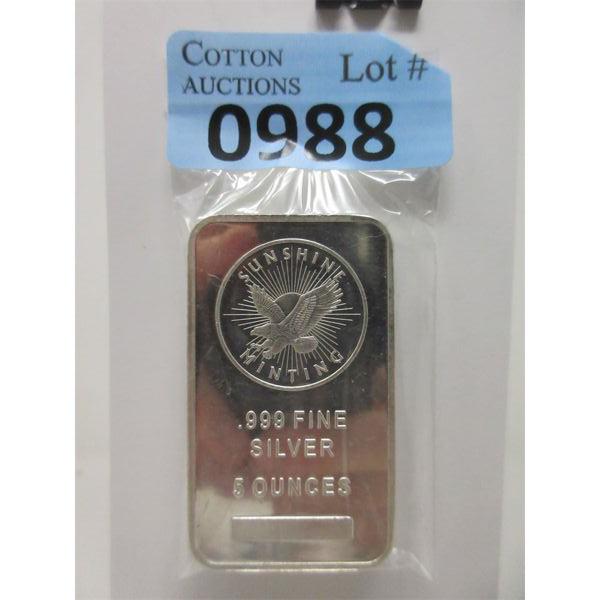 COTTON
AUCTIONS
Lot #
0988
SUNSHINE
MINTING
.999 FINE
SILVER
5 OUNCES